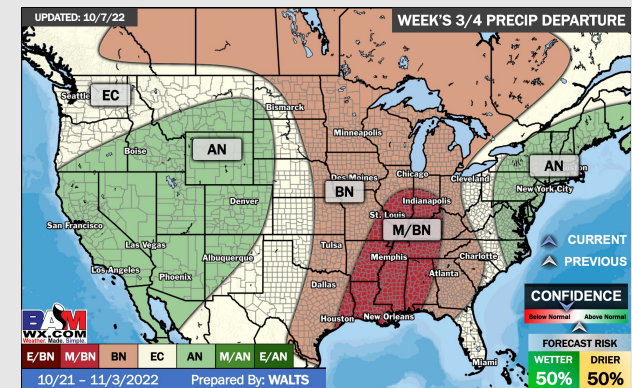 UPDATED: 10/7/22
WEEK'S 3/4 PRECIP DEPARTURE
Seattle
EC
Bismarck
Minneapolis
Boise
AN
Des Moines
Chicago
Cleveland
AN
New York City
BN
Denver
Indianapolis
St. Louis
M/BN
San Francisco
Las Vegas
Albuquerque
Tulsa
Memphis
Charlotte
CURRENT
PREVIOUS
Los Angeles
Phoenix
Atlanta
Dallas
Houston
New Orleans
Miami
CONFIDENCE
Below Normal
Above Normal
FORECAST RISK
WETTER
DRIER
50%
50%
BAM
WX.COM
Weather. Made. Simple.
E/BN
M/BN
BN
EC
AN
M/AN
E/AN
10/21 - 11/3/2022
Prepared By: WALTS